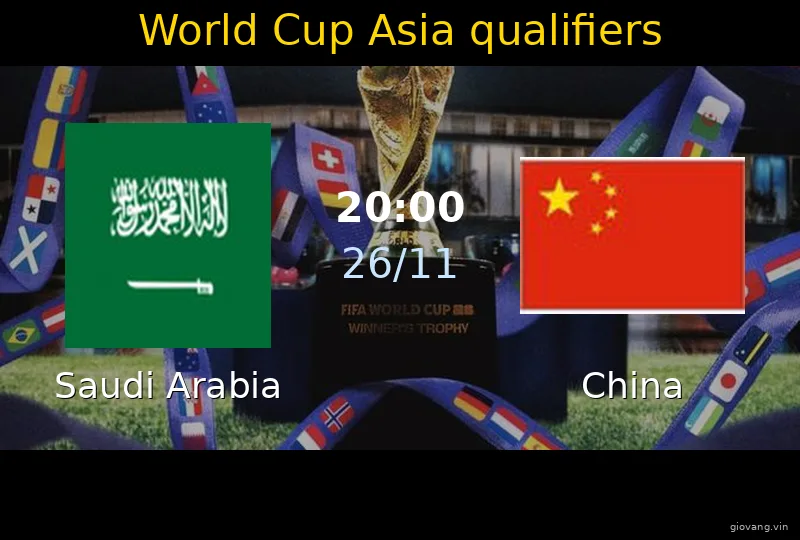 World Cup Asia qualifiers
20:00
26/11
FIFA WORLD CUP
WINNER'S TROPHY
Saudi Arabia
China
giovang.vin